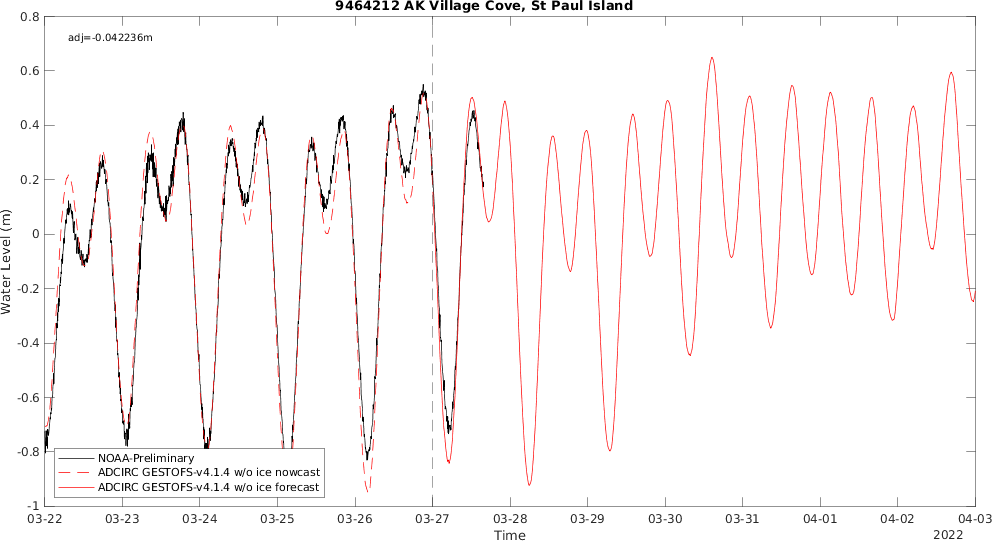 9464212 AK Village Cove, St Paul Island
adj=-0.042236m
0.8
0.6
0.4
0.2
0
-0.2
-0.4
-0.6
-0.8
-1
Water Level (m)
NOAA-Preliminary
ADCIRC GESTOFS-v4.1.4 w/o ice nowcast
ADCIRC GESTOFS-v4.1.4 w/o ice forecast
03-22 03-23 03-24 03-25 03-26 03-27 03-28 03-29 03-30 03-31 04-01 04-02 04-03
Time
2022